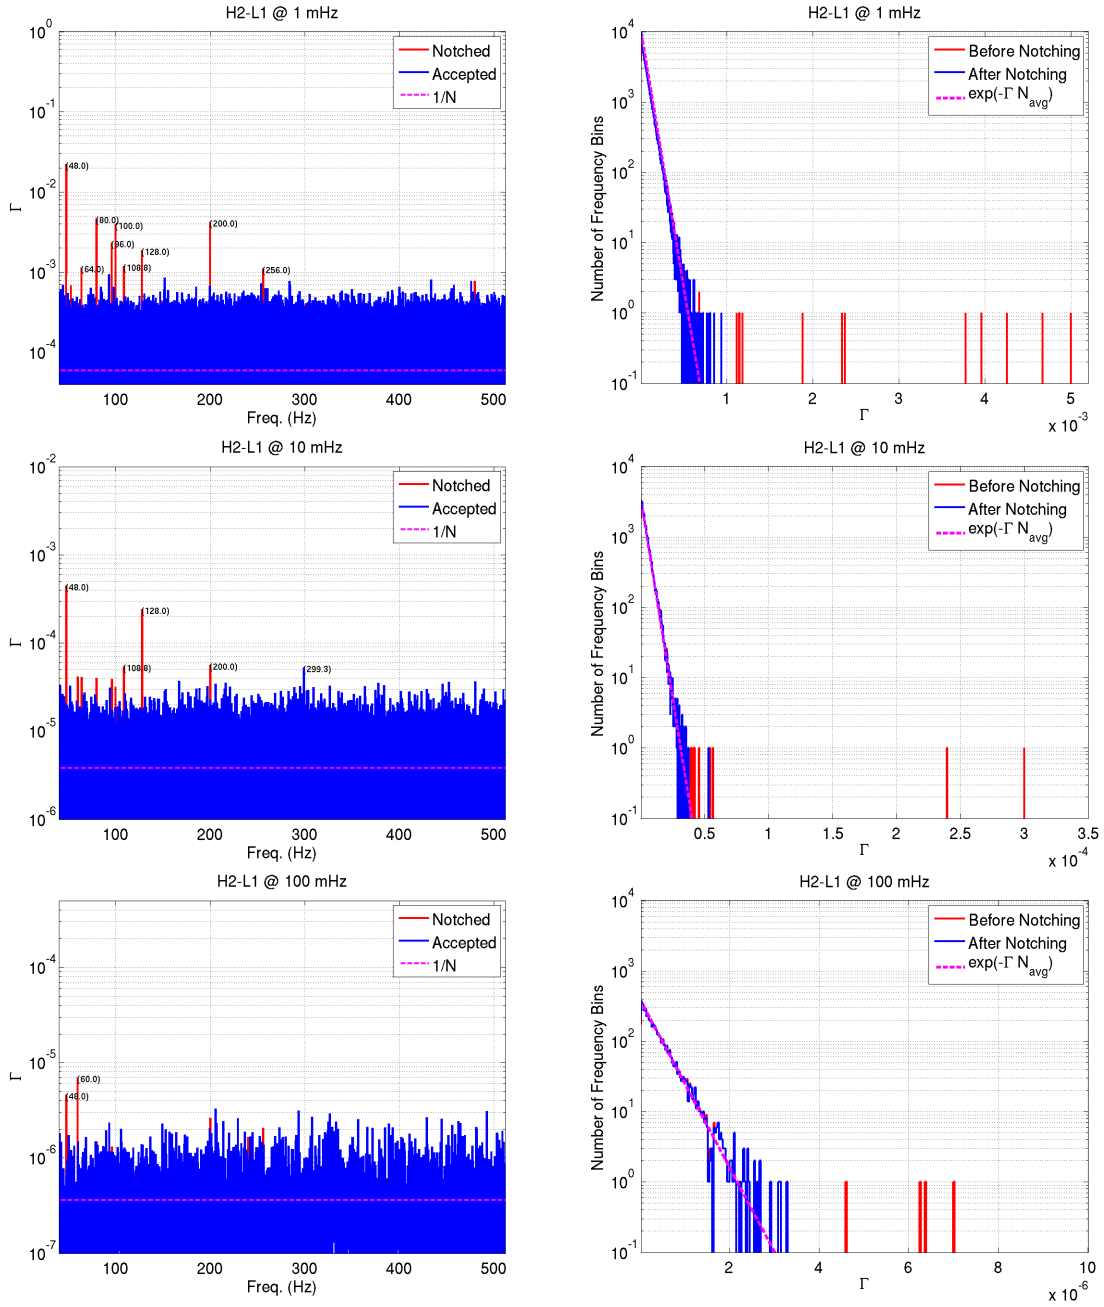 H2-L1 @ 1 mHz
10^0
10^-1
10^-2
10^-3
10^-4
Γ
Notched
Accepted
1/N
(48.0)
(80.0)
(100.0)
(96.0)
(64.0)
(108.8)
(128.0)
(200.0)
(256.0)
100 200 300 400 500
Freq. (Hz)
H2-L1 @ 1 mHz
10^4
10^3
10^2
10^1
10^0
10^-1
Number of Frequency Bins
Before Notching
After Notching
exp(-Γ N_avg)
1 2 3 4 5
Γ
x 10^-3
H2-L1 @ 10 mHz
10^-2
10^-3
10^-4
10^-5
10^-6
Γ
Notched
Accepted
1/N
(48.0)
(128.0)
(108.8)
(200.0)
(299.3)
100 200 300 400 500
Freq. (Hz)
H2-L1 @ 10 mHz
10^4
10^3
10^2
10^1
10^0
10^-1
Number of Frequency Bins
Before Notching
After Notching
exp(-Γ N_avg)
0.5 1 1.5 2 2.5 3 3.5
Γ
x 10^-4
H2-L1 @ 100 mHz
10^-4
10^-5
10^-6
10^-7
Γ
Notched
Accepted
1/N
(60.0)
(48.0)
100 200 300 400 500
Freq. (Hz)
H2-L1 @ 100 mHz
10^4
10^3
10^2
10^1
10^0
10^-1
Number of Frequency Bins
Before Notching
After Notching
exp(-Γ N_avg)
2 4 6 8 10
Γ
x 10^-6